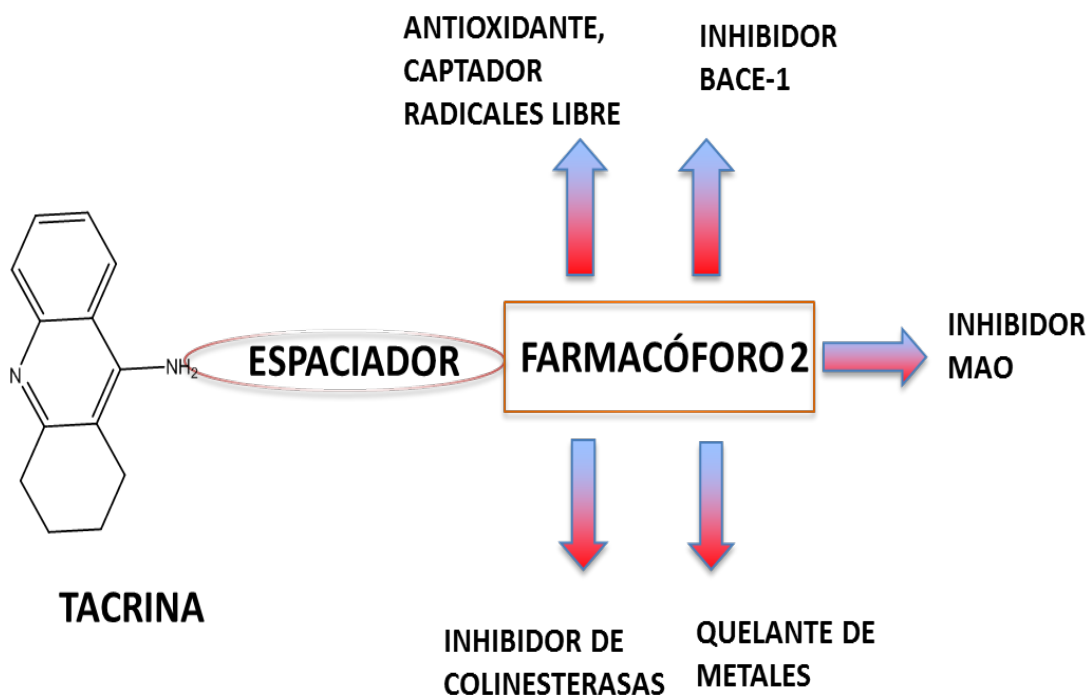 ANTIOXIDANTE,
CAPTADOR
RADICALES LIBRE
INHIBIDOR
BACE-1
N
NH2
ESPACIADOR
FARMACÓFORO 2
INHIBIDOR
MAO
TACRINA
INHIBIDOR DE
COLINESTERASAS
QUELANTE DE
METALES